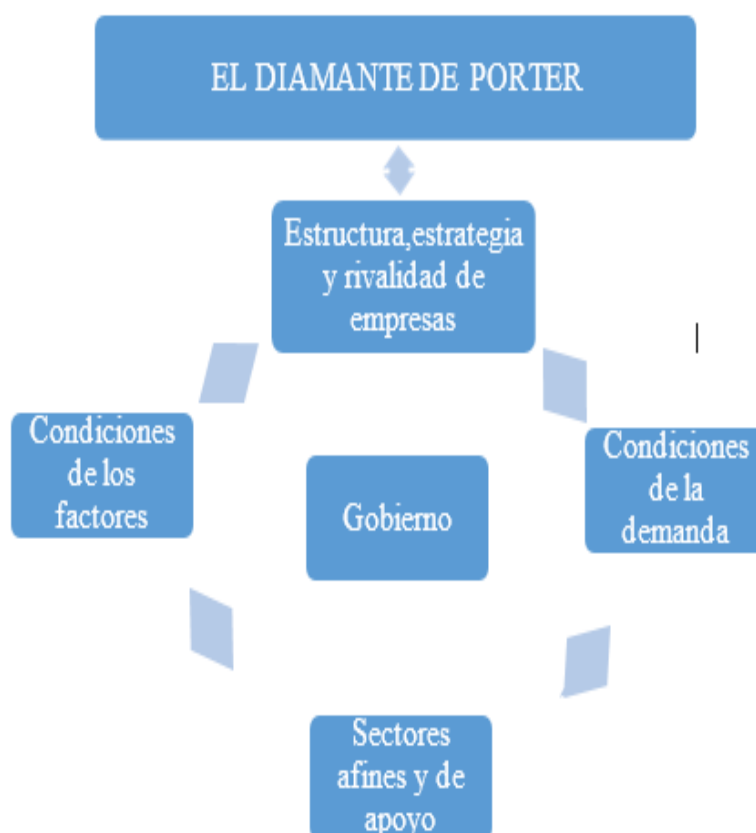 EL DIAMANTE DE PORTER
Estructura,estrategia
y rivalidad de
empresas
Condiciones
de los
factores
Gobierno
Condiciones
de la
demanda
Sectores
afines y de
apoyo